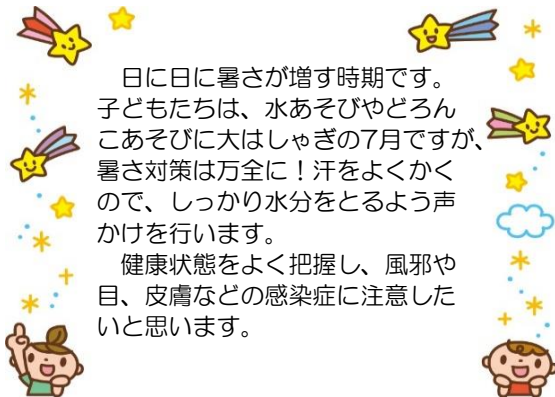 日に日に暑さが増す時期です。
子どもたちは、水あそびやどろん
こあそびに大はしゃぎの7月ですが、
暑さ対策は万全に！汗をよくかく
ので、しっかり水分をとるよう声
かけを行います。
健康状態をよく把握し、風邪や
目、皮膚などの感染症に注意した
いと思います。